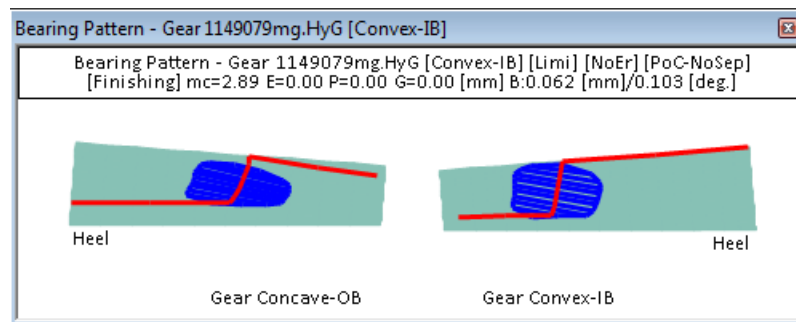 Bearing Pattern - Gear 1149079mg.HyG [Convex-IB]
Bearing Pattern - Gear 1149079mg.HyG [Convex-IB] [Limi] [NoEr] [PoC-NoSep]
[Finishing] mc=2.89 E=0.00 P=0.00 G=0.00 [mm] B:0.062 [mm]/0.103 [deg.]
Heel
Heel
Gear Concave-OB
Gear Convex-IB